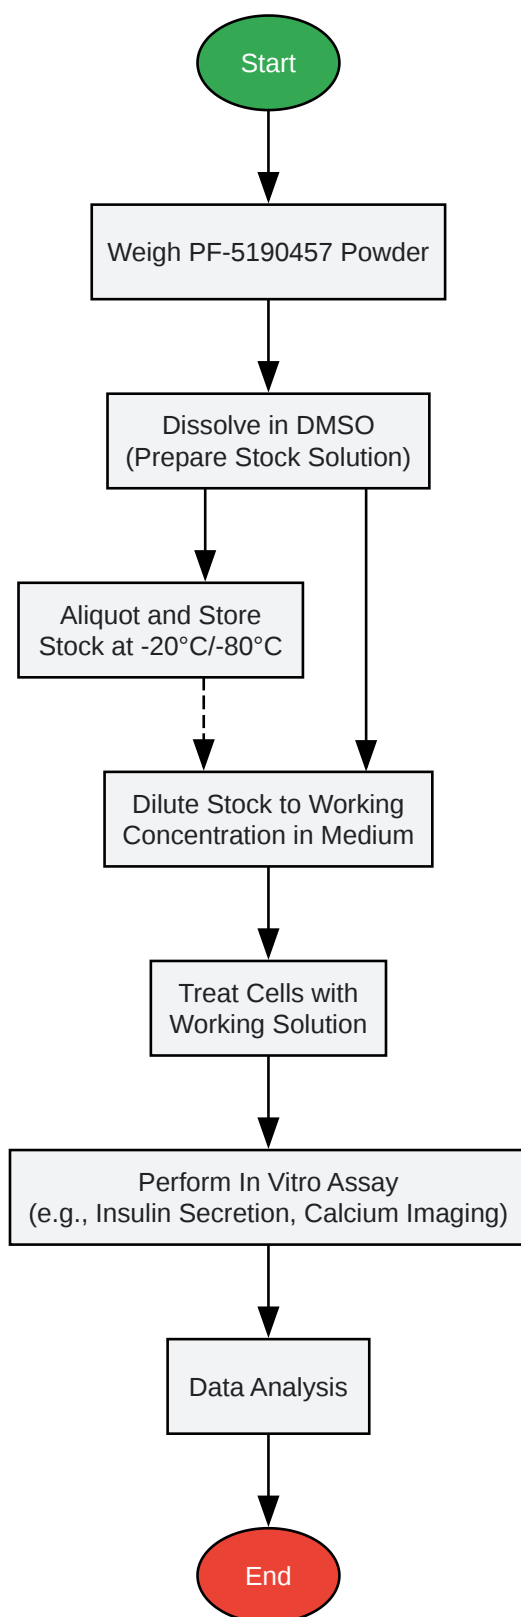 Start
Weigh PF-5190457 Powder
Dissolve in DMSO
(Prepare Stock Solution)
Aliquot and Store
Stock at -20°C/-80°C
Dilute Stock to Working
Concentration in Medium
Treat Cells with
Working Solution
Perform In Vitro Assay
(e.g., Insulin Secretion, Calcium Imaging)
Data Analysis
End